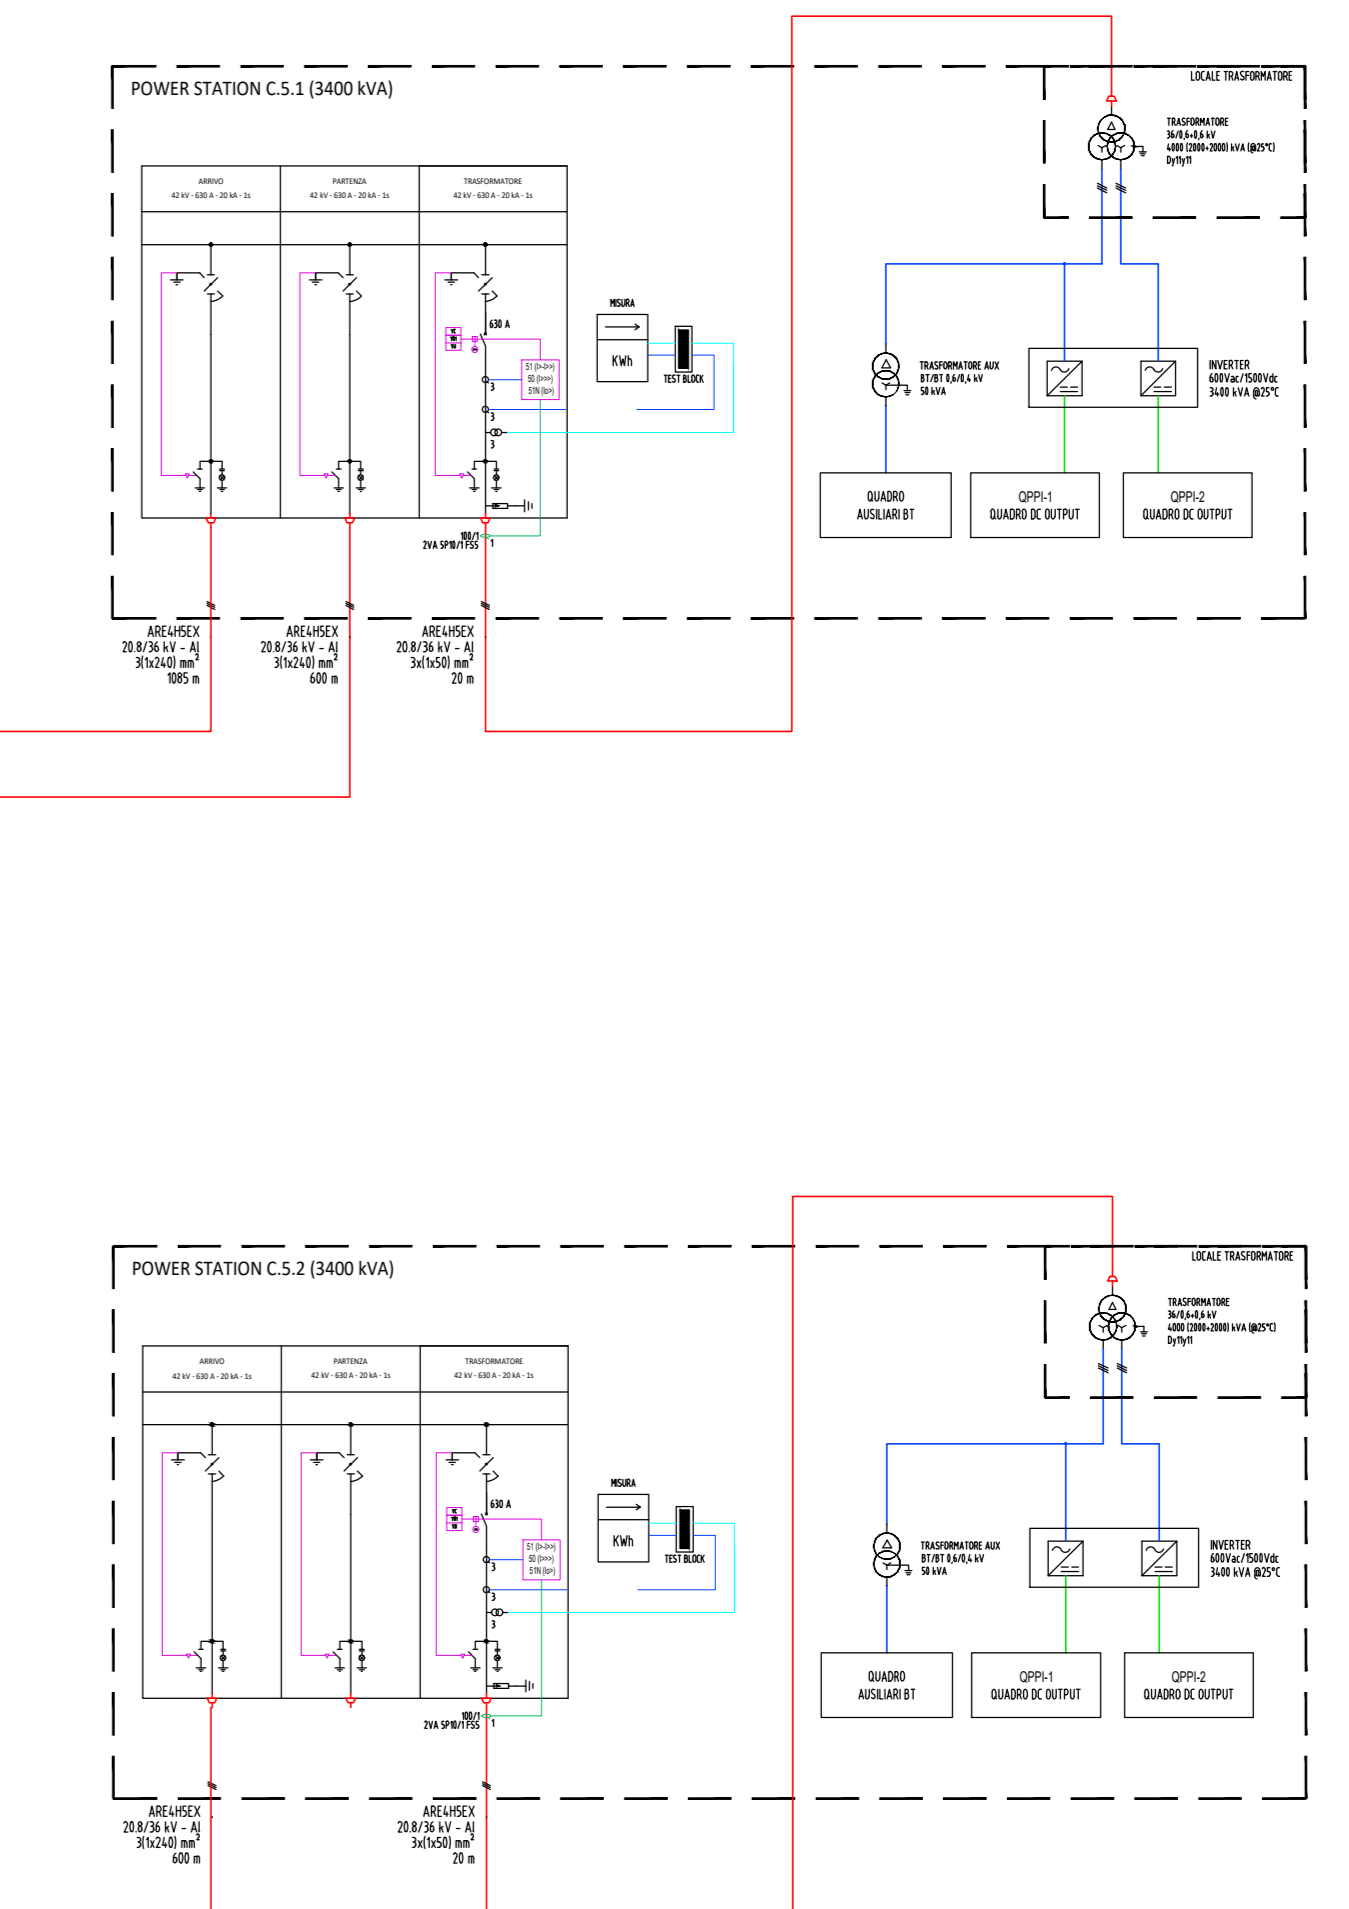 POWER STATION C.5.1 (3400 kVA)
LOCALE TRASFORMATORE
TRASFORMATORE
36/0,6+0,6 kV
4000 (2000+2000) kVA (@25°C)
Dy11y11
ARRIVO
42 kV - 630 A - 20 kA - 1s
PARTENZA
42 kV - 630 A - 20 kA - 1s
TRASFORMATORE
42 kV - 630 A - 20 kA - 1s
630 A
51 (I>-I>>)
50 (I>>>)
51N (Io>)
3
3
3
MISURA
KWh
TEST BLOCK
TRASFORMATORE AUX
BT/BT 0,6/0,4 kV
50 kVA
INVERTER
600Vac/1500Vdc
3400 kVA @25°C
QUADRO
AUSILIARI BT
QPPI-1
QUADRO DC OUTPUT
QPPI-2
QUADRO DC OUTPUT
100/1
2VA 5P10/1 FS5
1
ARE4H5EX
20.8/36 kV - Al
3(1x240) mm²
1085 m
ARE4H5EX
20.8/36 kV - Al
3(1x240) mm²
600 m
ARE4H5EX
20.8/36 kV - Al
3x(1x50) mm²
20 m
POWER STATION C.5.2 (3400 kVA)
LOCALE TRASFORMATORE
TRASFORMATORE
36/0,6+0,6 kV
4000 (2000+2000) kVA (@25°C)
Dy11y11
ARRIVO
42 kV - 630 A - 20 kA - 1s
PARTENZA
42 kV - 630 A - 20 kA - 1s
TRASFORMATORE
42 kV - 630 A - 20 kA - 1s
630 A
51 (I>-I>>)
50 (I>>>)
51N (Io>)
3
3
3
MISURA
KWh
TEST BLOCK
TRASFORMATORE AUX
BT/BT 0,6/0,4 kV
50 kVA
INVERTER
600Vac/1500Vdc
3400 kVA @25°C
QUADRO
AUSILIARI BT
QPPI-1
QUADRO DC OUTPUT
QPPI-2
QUADRO DC OUTPUT
100/1
2VA 5P10/1 FS5
1
ARE4H5EX
20.8/36 kV - Al
3(1x240) mm²
600 m
ARE4H5EX
20.8/36 kV - Al
3x(1x50) mm²
20 m